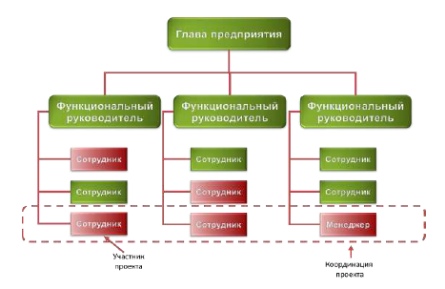 Глава предприятия
Функциональный
руководитель
Функциональный
руководитель
Функциональный
руководитель
Сотрудник
Сотрудник
Сотрудник
Сотрудник
Сотрудник
Сотрудник
Сотрудник
Сотрудник
Менеджер
Участник
проекта
Координация
проекта